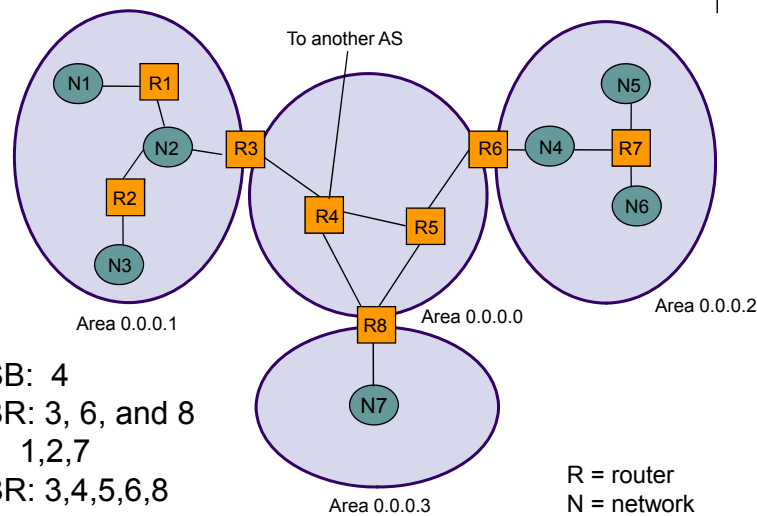 To another AS
N1
R1
N5
N2
R3
R6
N4
R7
R2
R4
R5
N6
N3
Area 0.0.0.1
R8
Area 0.0.0.0
Area 0.0.0.2
N7
SB: 4
BR: 3, 6, and 8
1,2,7
BR: 3,4,5,6,8
Area 0.0.0.3
R = router
N = network